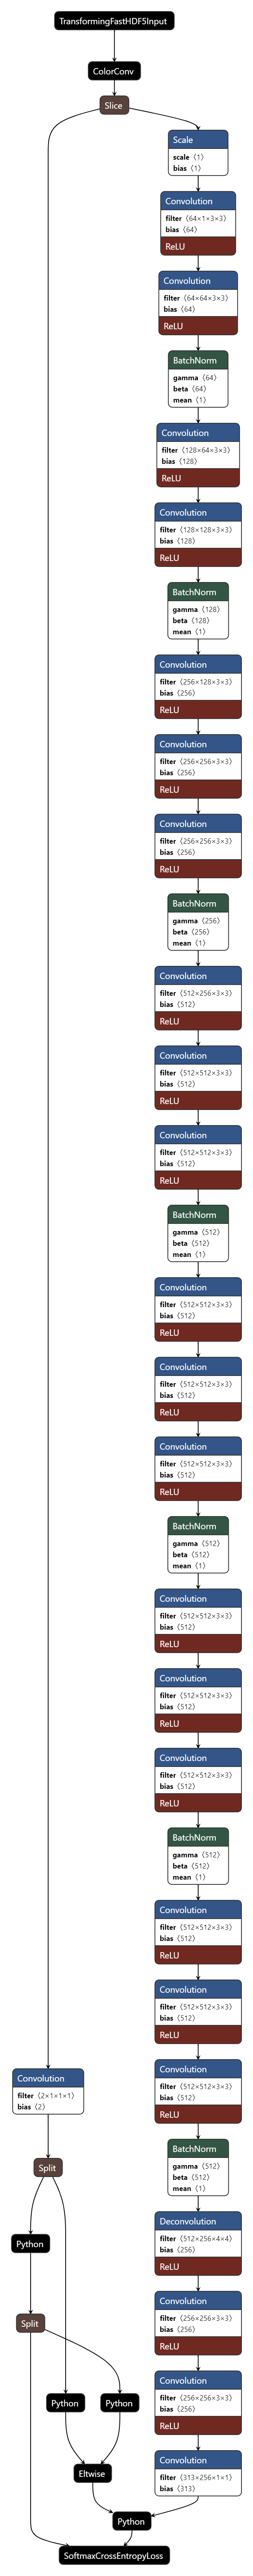 TransformingFastHDF5Input
ColorConv
Slice
Scale
scale ⟨1⟩
bias ⟨1⟩
Convolution
filter ⟨64×1×3×3⟩
bias ⟨64⟩
ReLU
Convolution
filter ⟨64×64×3×3⟩
bias ⟨64⟩
ReLU
BatchNorm
gamma ⟨64⟩
beta ⟨64⟩
mean ⟨1⟩
Convolution
filter ⟨128×64×3×3⟩
bias ⟨128⟩
ReLU
Convolution
filter ⟨128×128×3×3⟩
bias ⟨128⟩
ReLU
BatchNorm
gamma ⟨128⟩
beta ⟨128⟩
mean ⟨1⟩
Convolution
filter ⟨256×128×3×3⟩
bias ⟨256⟩
ReLU
Convolution
filter ⟨256×256×3×3⟩
bias ⟨256⟩
ReLU
Convolution
filter ⟨256×256×3×3⟩
bias ⟨256⟩
ReLU
BatchNorm
gamma ⟨256⟩
beta ⟨256⟩
mean ⟨1⟩
Convolution
filter ⟨512×256×3×3⟩
bias ⟨512⟩
ReLU
Convolution
filter ⟨512×512×3×3⟩
bias ⟨512⟩
ReLU
Convolution
filter ⟨512×512×3×3⟩
bias ⟨512⟩
ReLU
BatchNorm
gamma ⟨512⟩
beta ⟨512⟩
mean ⟨1⟩
Convolution
filter ⟨512×512×3×3⟩
bias ⟨512⟩
ReLU
Convolution
filter ⟨512×512×3×3⟩
bias ⟨512⟩
ReLU
Convolution
filter ⟨512×512×3×3⟩
bias ⟨512⟩
ReLU
BatchNorm
gamma ⟨512⟩
beta ⟨512⟩
mean ⟨1⟩
Convolution
filter ⟨512×512×3×3⟩
bias ⟨512⟩
ReLU
Convolution
filter ⟨512×512×3×3⟩
bias ⟨512⟩
ReLU
Convolution
filter ⟨512×512×3×3⟩
bias ⟨512⟩
ReLU
BatchNorm
gamma ⟨512⟩
beta ⟨512⟩
mean ⟨1⟩
Convolution
filter ⟨512×512×3×3⟩
bias ⟨512⟩
ReLU
Convolution
filter ⟨512×512×3×3⟩
bias ⟨512⟩
ReLU
Convolution
filter ⟨512×512×3×3⟩
bias ⟨512⟩
ReLU
BatchNorm
gamma ⟨512⟩
beta ⟨512⟩
mean ⟨1⟩
Deconvolution
filter ⟨512×256×4×4⟩
bias ⟨256⟩
ReLU
Convolution
filter ⟨256×256×3×3⟩
bias ⟨256⟩
ReLU
Convolution
filter ⟨256×256×3×3⟩
bias ⟨256⟩
ReLU
Convolution
filter ⟨313×256×1×1⟩
bias ⟨313⟩
Convolution
filter ⟨2×1×1×1⟩
bias ⟨2⟩
Split
Python
Split
Python
Python
Eltwise
Python
SoftmaxCrossEntropyLoss